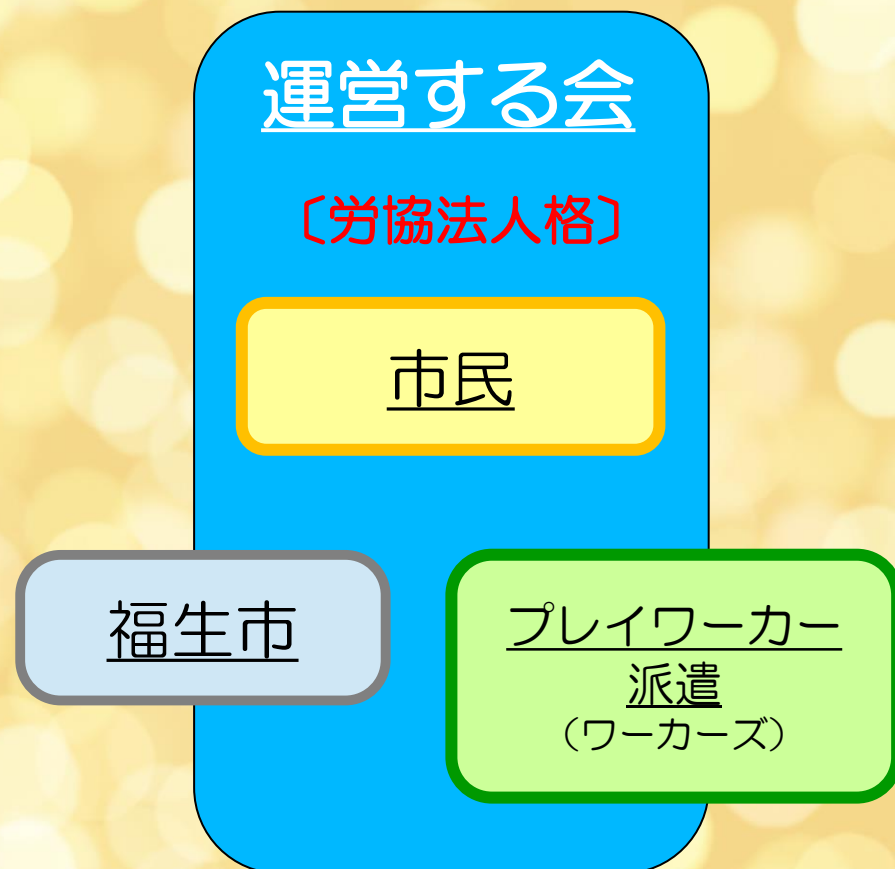 運営する会
〔労協法人格〕
市民
福生市
プレイワーカー
派遣
（ワーカーズ）